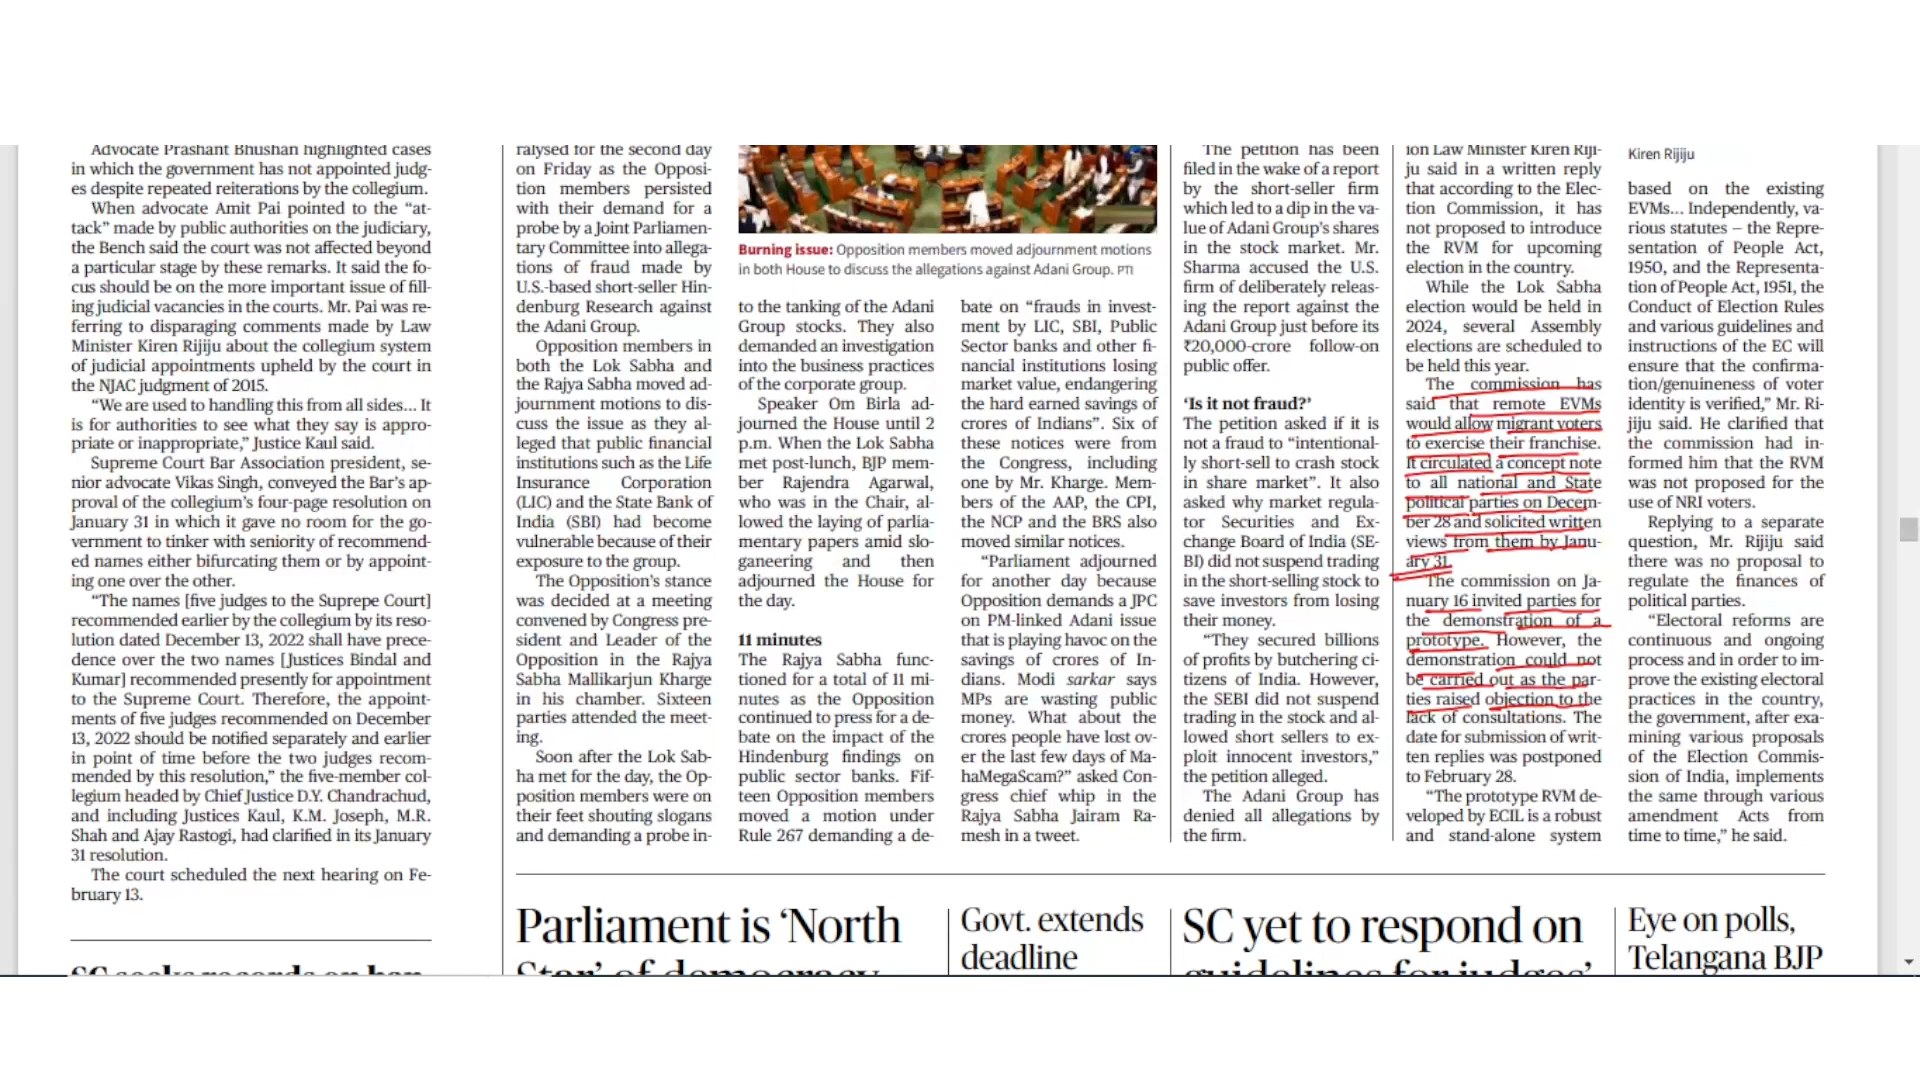 Advocate Prashant Bhushan highlighted cases
in which the government has not appointed judg-
es despite repeated reiterations by the collegium.
When advocate Amit Pai pointed to the “at-
tack” made by public authorities on the judiciary,
the Bench said the court was not affected beyond
a particular stage by these remarks. It said the fo-
cus should be on the more important issue of fill-
ing judicial vacancies in the courts. Mr. Pai was re-
ferring to disparaging comments made by Law
Minister Kiren Rijiju about the collegium system
of judicial appointments upheld by the court in
the NJAC judgment of 2015.
“We are used to handling this from all sides... It
is for authorities to see what they say is appro-
priate or inappropriate,” Justice Kaul said.
Supreme Court Bar Association president, se-
nior advocate Vikas Singh, conveyed the Bar’s ap-
proval of the collegium’s four-page resolution on
January 31 in which it gave no room for the go-
vernment to tinker with seniority of recommend-
ed names either bifurcating them or by appoint-
ing one over the other.
“The names [five judges to the Suprepe Court]
recommended earlier by the collegium by its reso-
lution dated December 13, 2022 shall have prece-
dence over the two names [Justices Bindal and
Kumar] recommended presently for appointment
to the Supreme Court. Therefore, the appoint-
ments of five judges recommended on December
13, 2022 should be notified separately and earlier
in point of time before the two judges recom-
mended by this resolution,” the five-member col-
legium headed by Chief Justice D.Y. Chandrachud,
and including Justices Kaul, K.M. Joseph, M.R.
Shah and Ajay Rastogi, had clarified in its January
31 resolution.
The court scheduled the next hearing on Fe-
bruary 13.
ralysed for the second day
on Friday as the Opposi-
tion members persisted
with their demand for a
probe by a Joint Parliamen-
tary Committee into allega-
tions of fraud made by
U.S.-based short-seller Hin-
denburg Research against
the Adani Group.
Opposition members in
both the Lok Sabha and
the Rajya Sabha moved ad-
journment motions to dis-
cuss the issue as they al-
leged that public financial
institutions such as the Life
Insurance Corporation
(LIC) and the State Bank of
India (SBI) had become
vulnerable because of their
exposure to the group.
The Opposition’s stance
was decided at a meeting
convened by Congress pre-
sident and Leader of the
Opposition in the Rajya
Sabha Mallikarjun Kharge
in his chamber. Sixteen
parties attended the meet-
ing.
Soon after the Lok Sab-
ha met for the day, the Op-
position members were on
their feet shouting slogans
and demanding a probe in-
Burning issue: Opposition members moved adjournment motions
in both House to discuss the allegations against Adani Group. PTI
to the tanking of the Adani
Group stocks. They also
demanded an investigation
into the business practices
of the corporate group.
Speaker Om Birla ad-
journed the House until 2
p.m. When the Lok Sabha
met post-lunch, BJP mem-
ber Rajendra Agarwal,
who was in the Chair, al-
lowed the laying of parlia-
mentary papers amid slo-
ganeering and then
adjourned the House for
the day.
11 minutes
The Rajya Sabha func-
tioned for a total of 11 mi-
nutes as the Opposition
continued to press for a de-
bate on the impact of the
Hindenburg findings on
public sector banks. Fif-
teen Opposition members
moved a motion under
Rule 267 demanding a de-
bate on “frauds in invest-
ment by LIC, SBI, Public
Sector banks and other fi-
nancial institutions losing
market value, endangering
the hard earned savings of
crores of Indians”. Six of
these notices were from
the Congress, including
one by Mr. Kharge. Mem-
bers of the AAP, the CPI,
the NCP and the BRS also
moved similar notices.
“Parliament adjourned
for another day because
Opposition demands a JPC
on PM-linked Adani issue
that is playing havoc on the
savings of crores of In-
dians. Modi sarkar says
MPs are wasting public
money. What about the
crores people have lost ov-
er the last few days of Ma-
haMegaScam?” asked Con-
gress chief whip in the
Rajya Sabha Jairam Ra-
mesh in a tweet.
The petition has been
filed in the wake of a report
by the short-seller firm
which led to a dip in the va-
lue of Adani Group’s shares
in the stock market. Mr.
Sharma accused the U.S.
firm of deliberately releas-
ing the report against the
Adani Group just before its
₹20,000-crore follow-on
public offer.
‘Is it not fraud?’
The petition asked if it is
not a fraud to “intentional-
ly short-sell to crash stock
in share market”. It also
asked why market regula-
tor Securities and Ex-
change Board of India (SE-
BI) did not suspend trading
in the short-selling stock to
save investors from losing
their money.
“They secured billions
of profits by butchering ci-
tizens of India. However,
the SEBI did not suspend
trading in the stock and al-
lowed short sellers to ex-
ploit innocent investors,”
the petition alleged.
The Adani Group has
denied all allegations by
the firm.
ion Law Minister Kiren Riji-
ju said in a written reply
that according to the Elec-
tion Commission, it has
not proposed to introduce
the RVM for upcoming
election in the country.
While the Lok Sabha
election would be held in
2024, several Assembly
elections are scheduled to
be held this year.
The commission has
said that remote EVMs
would allow migrant voters
to exercise their franchise.
It circulated a concept note
to all national and State
political parties on Decem-
ber 28 and solicited written
views from them by Janu-
ary 31.
The commission on Ja-
nuary 16 invited parties for
the demonstration of a
prototype. However, the
demonstration could not
be carried out as the par-
ties raised objection to the
lack of consultations. The
date for submission of writ-
ten replies was postponed
to February 28.
“The prototype RVM de-
veloped by ECIL is a robust
and stand-alone system
Kiren Rijiju
based on the existing
EVMs... Independently, va-
rious statutes – the Repre-
sentation of People Act,
1950, and the Representa-
tion of People Act, 1951, the
Conduct of Election Rules
and various guidelines and
instructions of the EC will
ensure that the confirma-
tion/genuineness of voter
identity is verified,” Mr. Ri-
jiju said. He clarified that
the commission had in-
formed him that the RVM
was not proposed for the
use of NRI voters.
Replying to a separate
question, Mr. Rijiju said
there was no proposal to
regulate the finances of
political parties.
“Electoral reforms are
continuous and ongoing
process and in order to im-
prove the existing electoral
practices in the country,
the government, after exa-
mining various proposals
of the Election Commis-
sion of India, implements
the same through various
amendment Acts from
time to time,” he said.
SC seeks records on ban
Parliament is ‘North
Star’ of democracy
Govt. extends
deadline
SC yet to respond on
guidelines for judges’
Eye on polls,
Telangana BJP